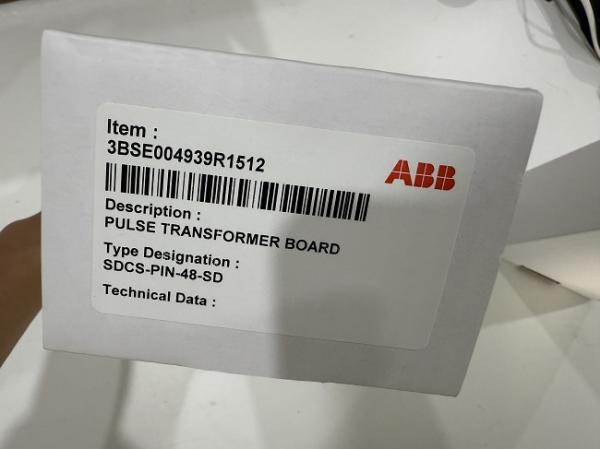 Item :
3BSE004939R1512
ABB
Description :
PULSE TRANSFORMER BOARD
Type Designation :
SDCS-PIN-48-SD
Technical Data :